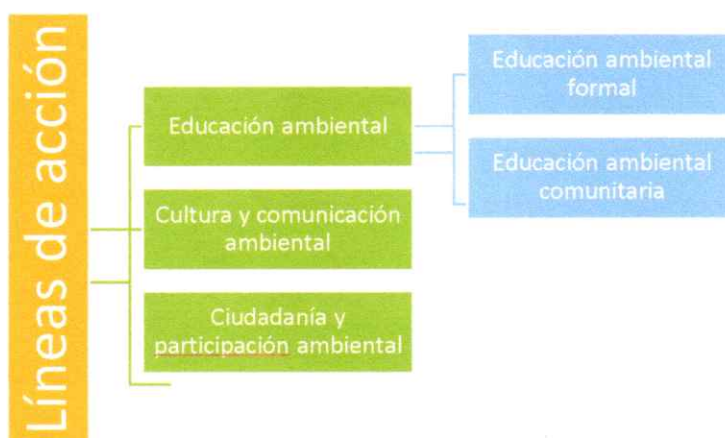 Líneas de acción
Educación ambiental
Cultura y comunicación
ambiental
Ciudadanía y
participación ambiental
Educación ambiental
formal
Educación ambiental
comunitaria